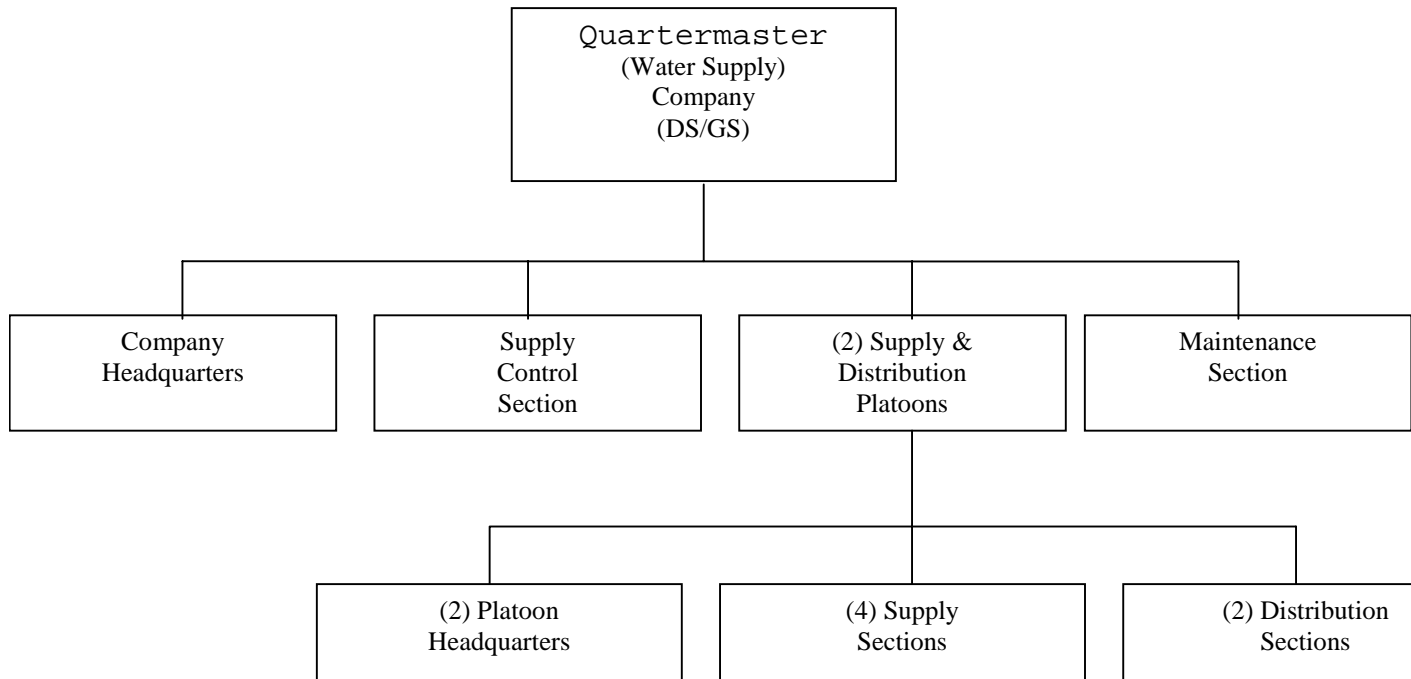 Quartermaster
(Water Supply)
Company
(DS/GS)
Company
Headquarters
Supply
Control
Section
(2) Supply &
Distribution
Platoons
Maintenance
Section
(2) Platoon
Headquarters
(4) Supply
Sections
(2) Distribution
Sections